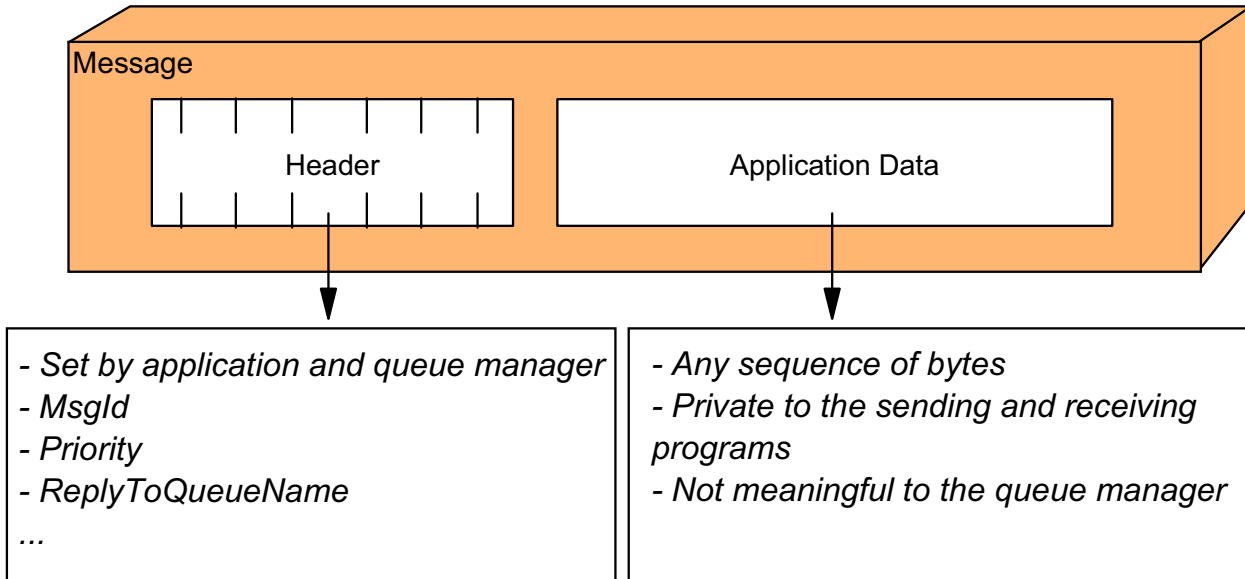 Message
Header
Application Data
- Set by application and queue manager
- MsgId
- Priority
- ReplyToQueueName
...
- Any sequence of bytes
- Private to the sending and receiving
programs
- Not meaningful to the queue manager